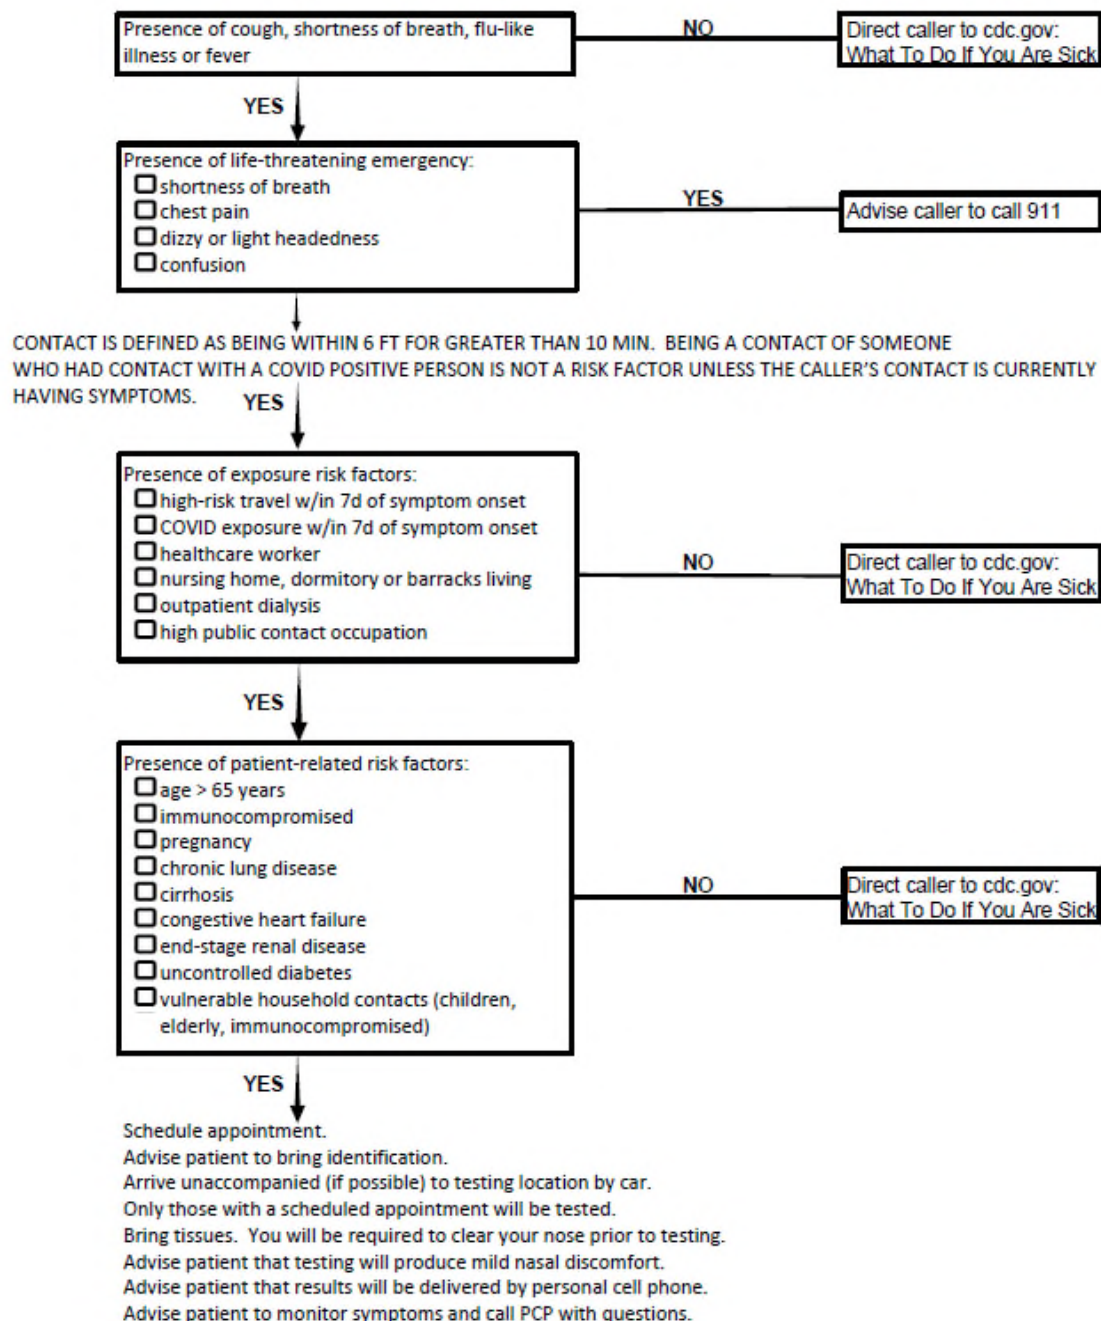 Presence of cough, shortness of breath, flu-like
illness or fever
NO
Direct caller to cdc.gov:
What To Do If You Are Sick
YES
Presence of life-threatening emergency:
shortness of breath
chest pain
dizzy or light headedness
confusion
YES
Advise caller to call 911
CONTACT IS DEFINED AS BEING WITHIN 6 FT FOR GREATER THAN 10 MIN.  BEING A CONTACT OF SOMEONE
WHO HAD CONTACT WITH A COVID POSITIVE PERSON IS NOT A RISK FACTOR UNLESS THE CALLER'S CONTACT IS CURRENTLY
HAVING SYMPTOMS.
YES
Presence of exposure risk factors:
high-risk travel w/in 7d of symptom onset
COVID exposure w/in 7d of symptom onset
healthcare worker
nursing home, dormitory or barracks living
outpatient dialysis
high public contact occupation
NO
Direct caller to cdc.gov:
What To Do If You Are Sick
YES
Presence of patient-related risk factors:
age > 65 years
immunocompromised
pregnancy
chronic lung disease
cirrhosis
congestive heart failure
end-stage renal disease
uncontrolled diabetes
vulnerable household contacts (children,
elderly, immunocompromised)
NO
Direct caller to cdc.gov:
What To Do If You Are Sick
YES
Schedule appointment.
Advise patient to bring identification.
Arrive unaccompanied (if possible) to testing location by car.
Only those with a scheduled appointment will be tested.
Bring tissues.  You will be required to clear your nose prior to testing.
Advise patient that testing will produce mild nasal discomfort.
Advise patient that results will be delivered by personal cell phone.
Advise patient to monitor symptoms and call PCP with questions.